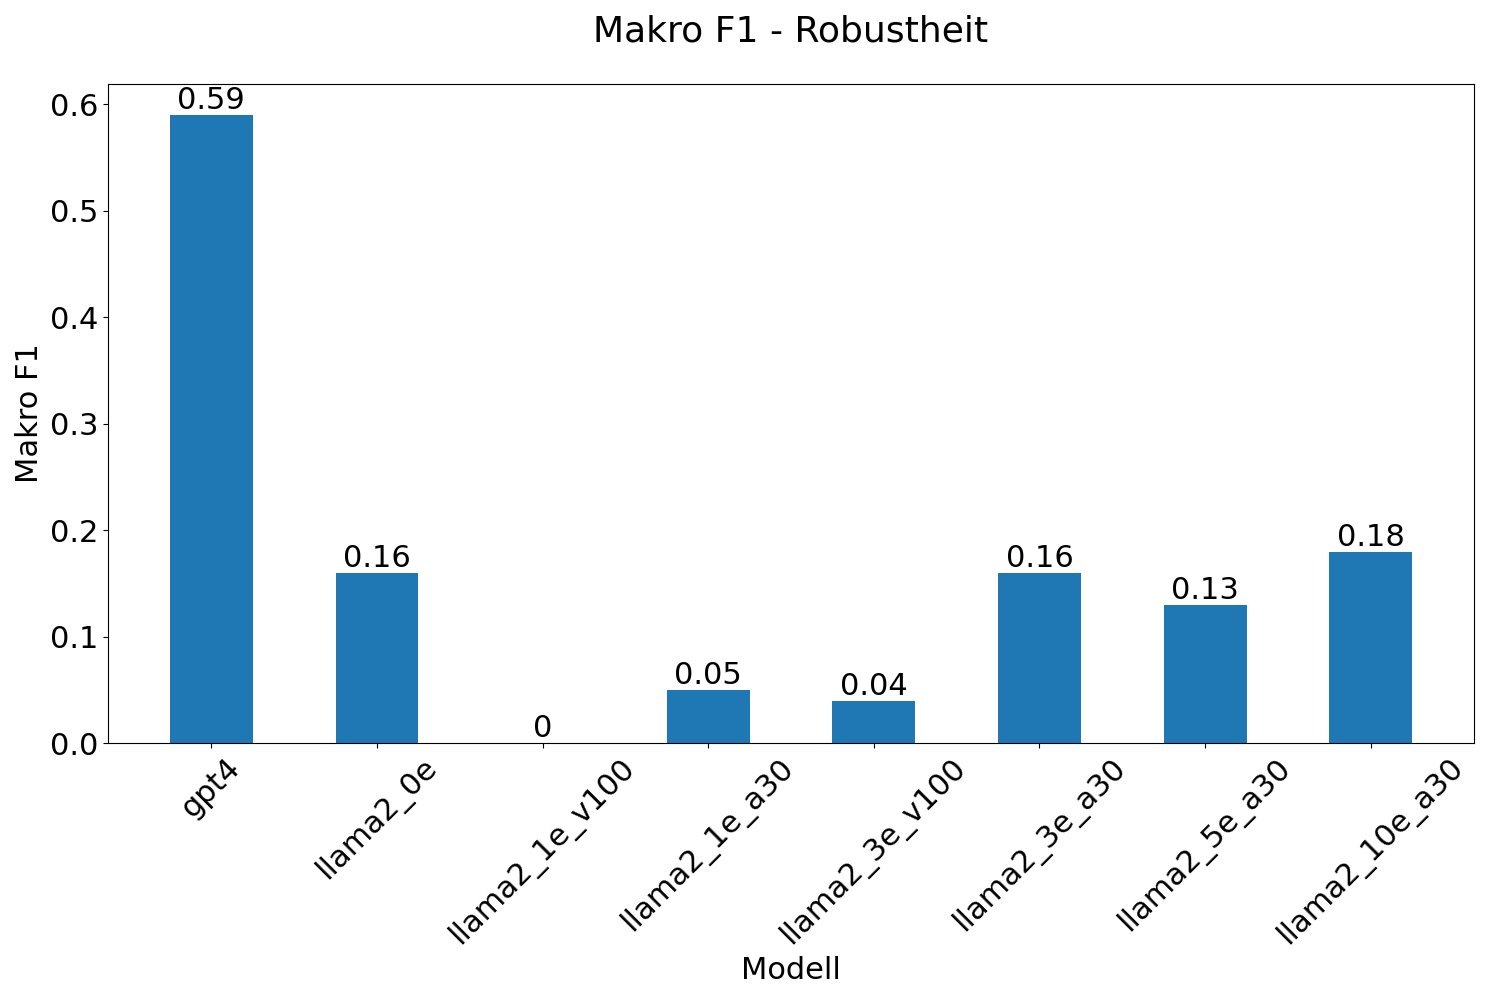 Makro F1 - Robustheit
Makro F1
0.6
0.5
0.4
0.3
0.2
0.1
0.0
0.59
0.16
0
0.05
0.04
0.16
0.13
0.18
gpt4
llama2_0e
llama2_1e_v100
llama2_1e_a30
llama2_3e_v100
llama2_3e_a30
llama2_5e_a30
llama2_10e_a30
Modell